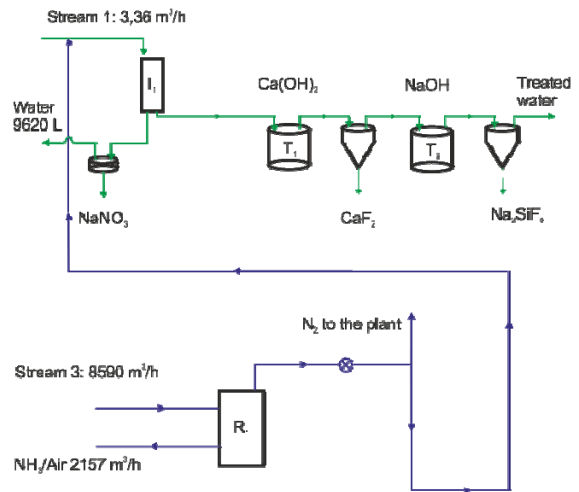 Stream 1: 3,36 m³/h
I₁
Ca(OH)₂
NaOH
Treated
water
Water
9620 L
T₁
T₂
NaNO₃
CaF₂
Na₂SiF₆
N₂ to the plant
Stream 3: 8590 m³/h
R
NH₃/Air 2157 m³/h